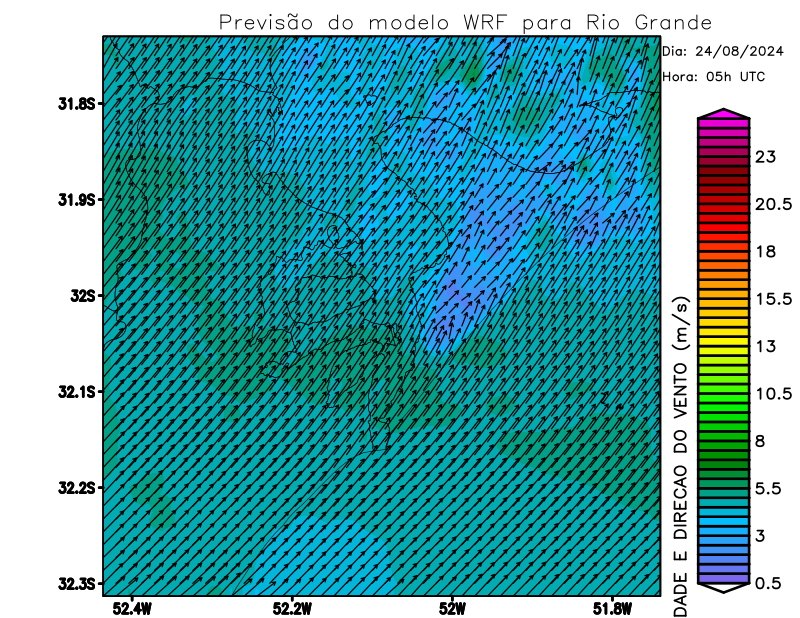 Previsão do modelo WRF para Rio Grande
Dia: 24/08/2024
Hora: 05h UTC
31.8S
31.9S
32S
32.1S
32.2S
32.3S
52.4W
52.2W
52W
51.8W
23
20.5
18
15.5
13
10.5
8
5.5
3
0.5
DADE E DIRECAO DO VENTO (m/s)